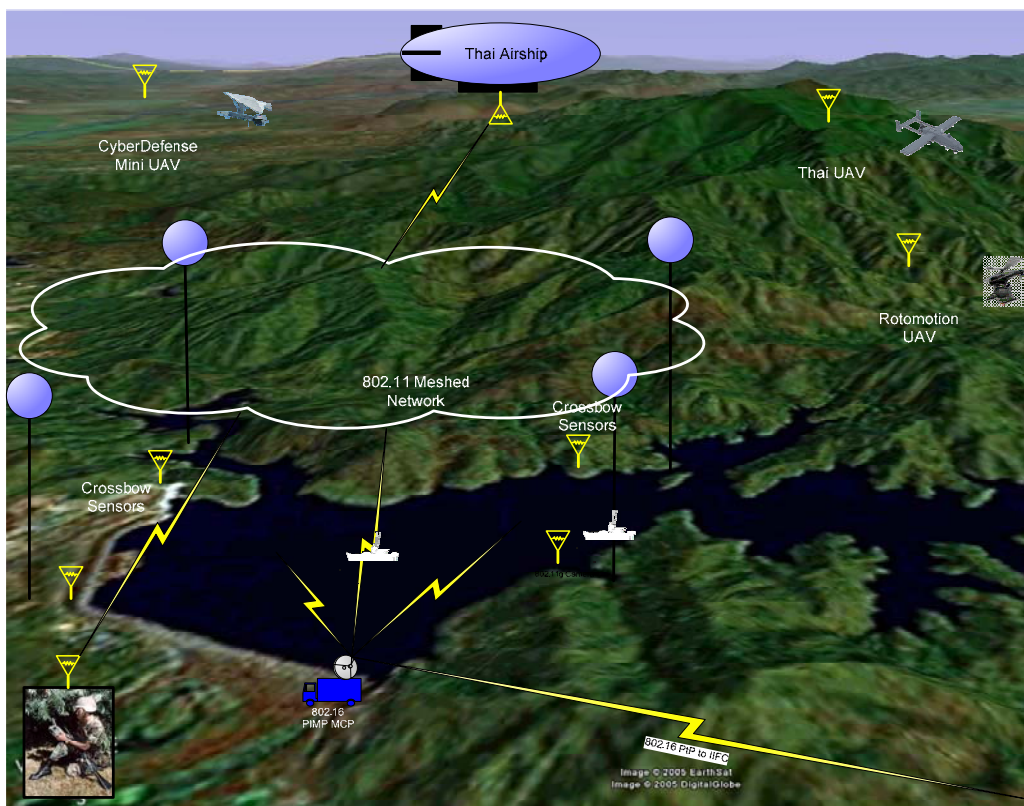 Thai Airship
CyberDefense
Mini UAV
Thai UAV
Rotomotion
UAV
802.11 Meshed
Network
Crossbow
Sensors
Crossbow
Sensors
802.16
PIMP MCP
802.16 PtP to IIFC
Image © 2005 EarthSat
Image © 2005 DigitalGlobe